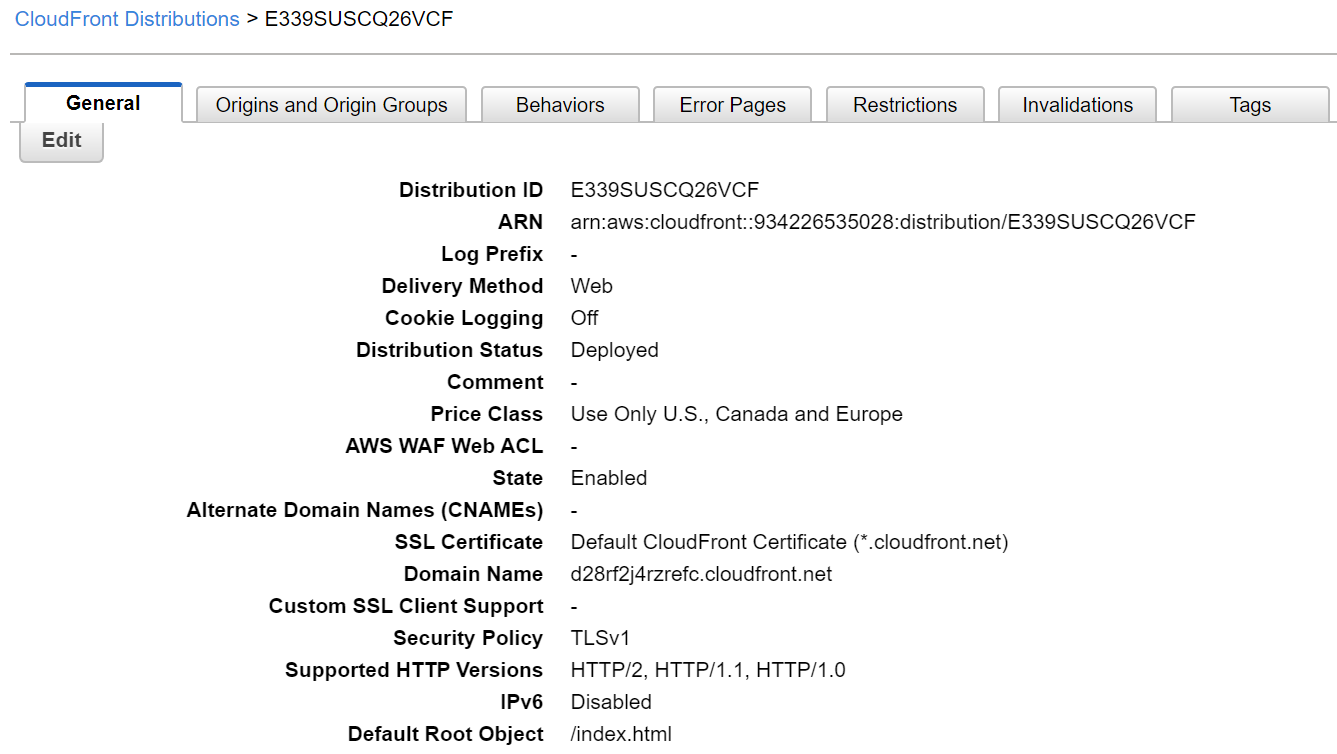 CloudFront Distributions > E339SUSCQ26VCF
General Origins and Origin Groups Behaviors Error Pages Restrictions Invalidations Tags
Edit
Distribution ID E339SUSCQ26VCF
ARN arn:aws:cloudfront::934226535028:distribution/E339SUSCQ26VCF
Log Prefix -
Delivery Method Web
Cookie Logging Off
Distribution Status Deployed
Comment -
Price Class Use Only U.S., Canada and Europe
AWS WAF Web ACL -
State Enabled
Alternate Domain Names (CNAMEs) -
SSL Certificate Default CloudFront Certificate (*.cloudfront.net)
Domain Name d28rf2j4rzrefc.cloudfront.net
Custom SSL Client Support -
Security Policy TLSv1
Supported HTTP Versions HTTP/2, HTTP/1.1, HTTP/1.0
IPv6 Disabled
Default Root Object /index.html